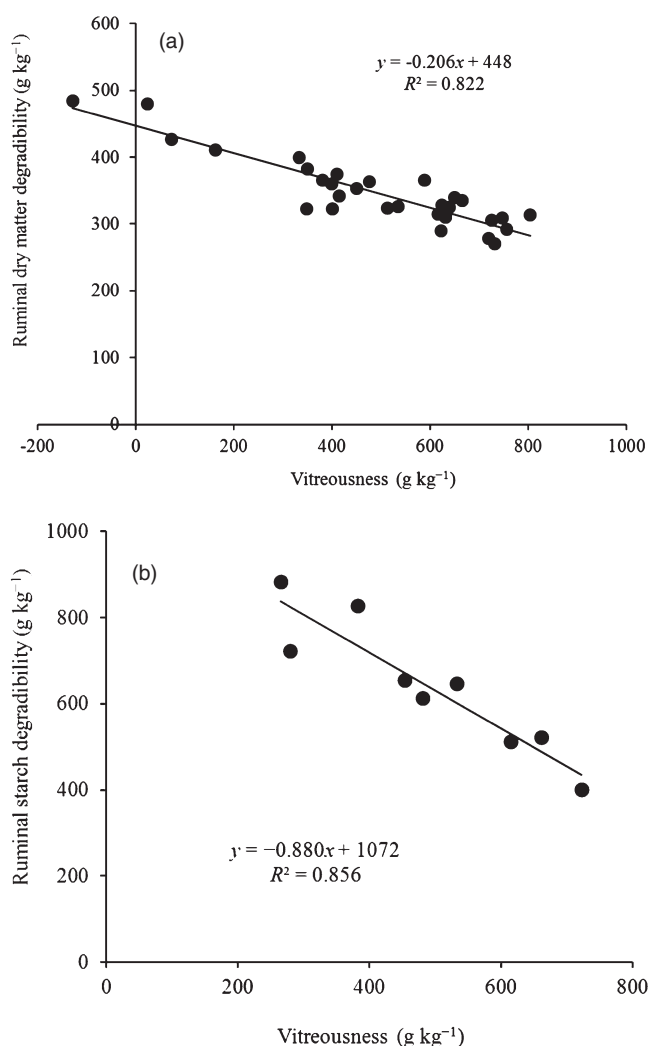 600
(a)
y = -0.206x + 448
R² = 0.822
500
400
300
200
100
0
-200
0
200
400
600
800
1000
Ruminal dry matter degradibility (g kg⁻¹)
Vitreousness (g kg⁻¹)
1000
(b)
800
600
400
y = −0.880x + 1072
R² = 0.856
200
0
0
200
400
600
800
Ruminal starch degradibility (g kg⁻¹)
Vitreousness (g kg⁻¹)